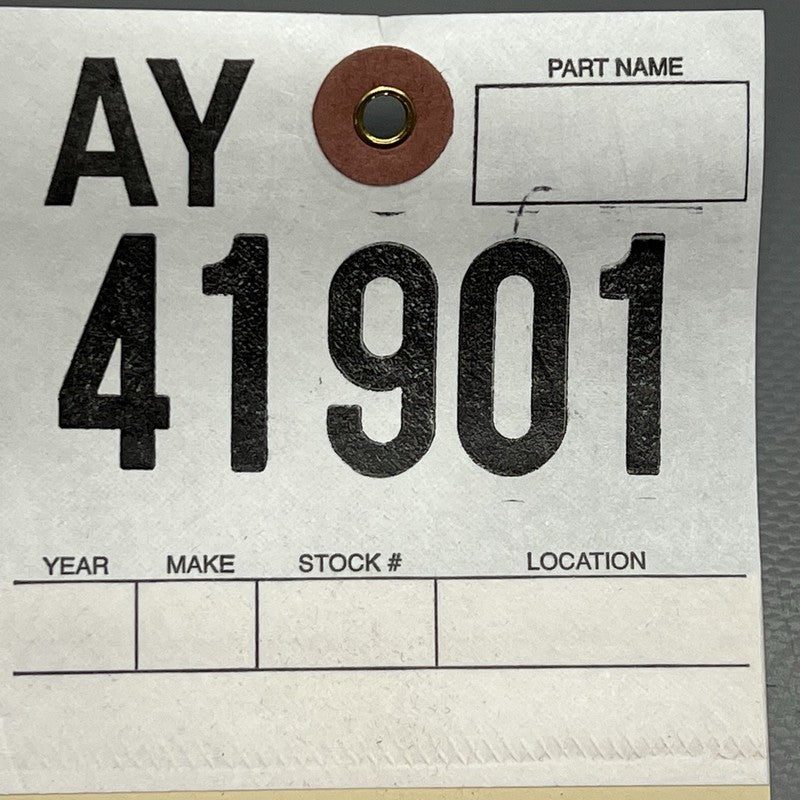 AY
PART NAME
41901
YEAR MAKE STOCK # LOCATION